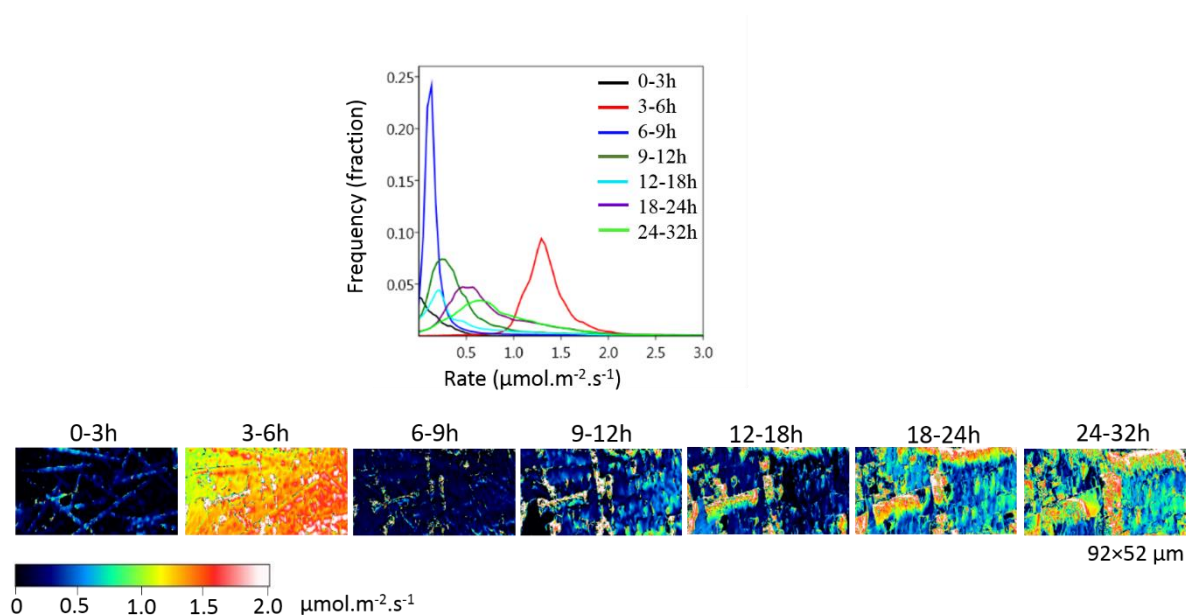 Frequency (fraction)
0.25
0.20
0.15
0.10
0.05
0-3h
3-6h
6-9h
9-12h
12-18h
18-24h
24-32h
0.5 1.0 1.5 2.0 2.5 3.0
Rate (μmol.m⁻².s⁻¹)
0-3h 3-6h 6-9h 9-12h 12-18h 18-24h 24-32h
92×52 μm
0 0.5 1.0 1.5 2.0 μmol.m⁻².s⁻¹